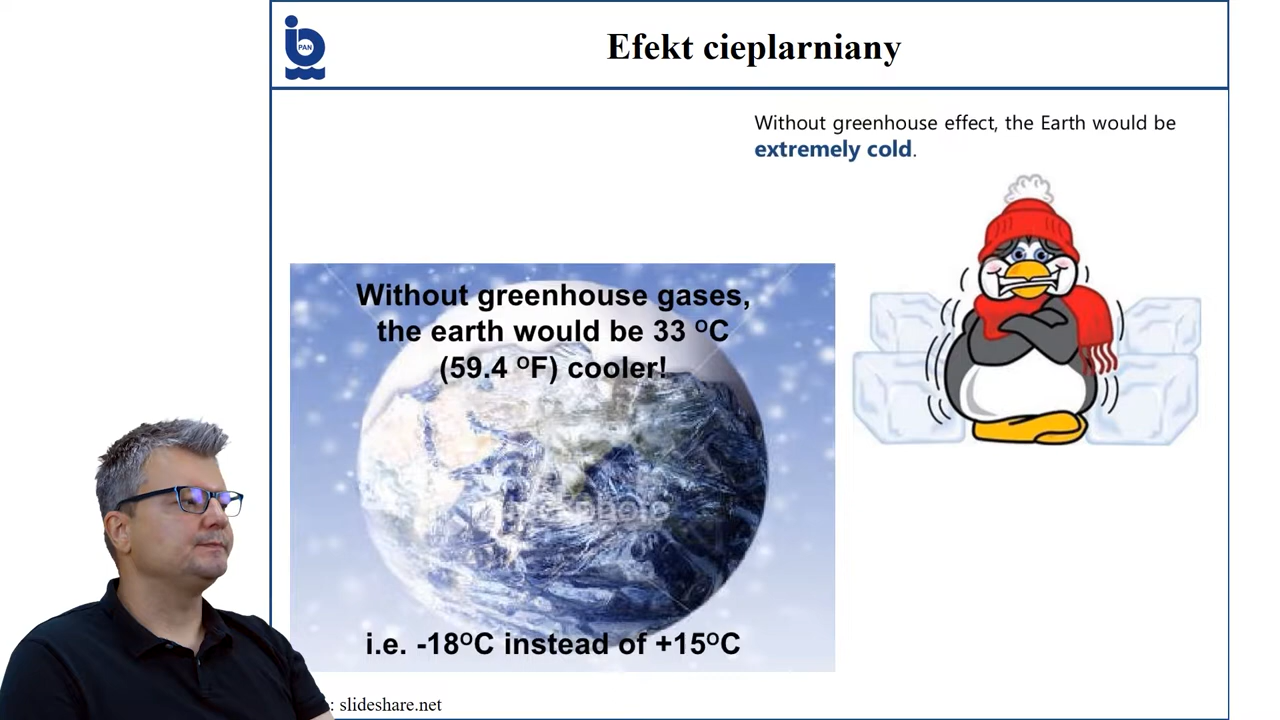 PAN
Efekt cieplarniany
Without greenhouse effect, the Earth would be
extremely cold.
Without greenhouse gases,
the earth would be 33 ºC
(59.4 ºF) cooler!
i.e. -18ºC instead of +15ºC
: slideshare.net